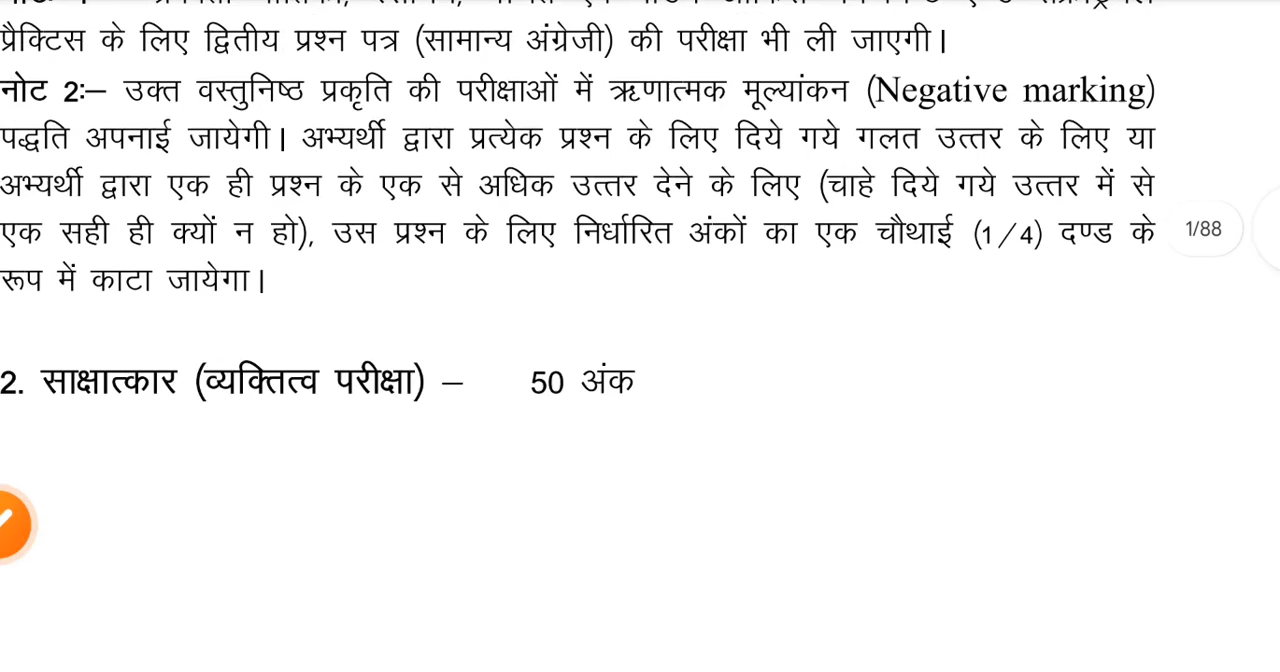 प्रैक्टिस के लिए द्वितीय प्रश्न पत्र (सामान्य अंग्रेजी) की परीक्षा भी ली जाएगी।
नोट 2:– उक्त वस्तुनिष्ठ प्रकृति की परीक्षाओं में ऋणात्मक मूल्यांकन (Negative marking)
पद्धति अपनाई जायेगी। अभ्यर्थी द्वारा प्रत्येक प्रश्न के लिए दिये गये गलत उत्तर के लिए या
अभ्यर्थी द्वारा एक ही प्रश्न के एक से अधिक उत्तर देने के लिए (चाहे दिये गये उत्तर में से
एक सही ही क्यों न हो), उस प्रश्न के लिए निर्धारित अंकों का एक चौथाई (1/4) दण्ड के
1/88
रूप में काटा जायेगा।
2. साक्षात्कार (व्यक्तित्व परीक्षा) – 50 अंक